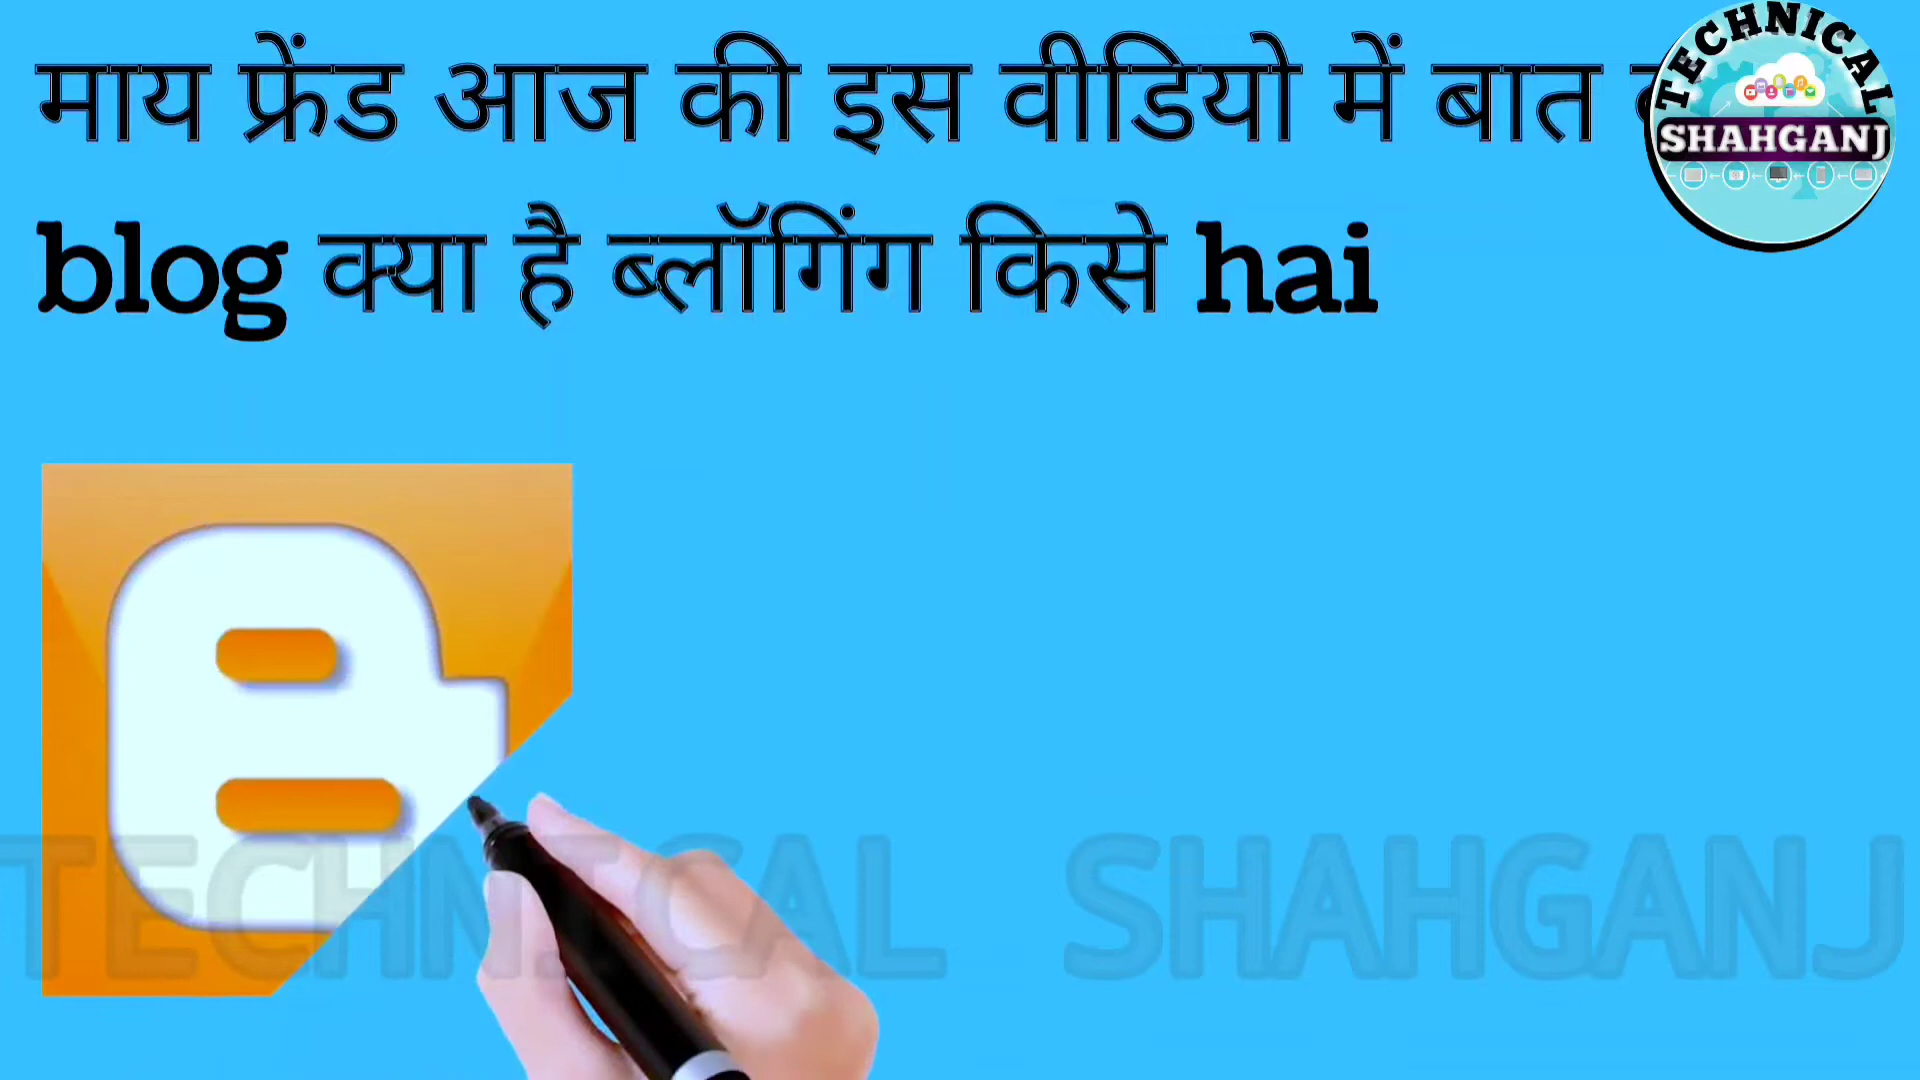 माय फ्रेंड आज की इस वीडियो में बात
blog क्या है ब्लॉगिंग किसे hai
TECHNICAL
SHAHGANJ
TECHNICAL SHAHGANJ